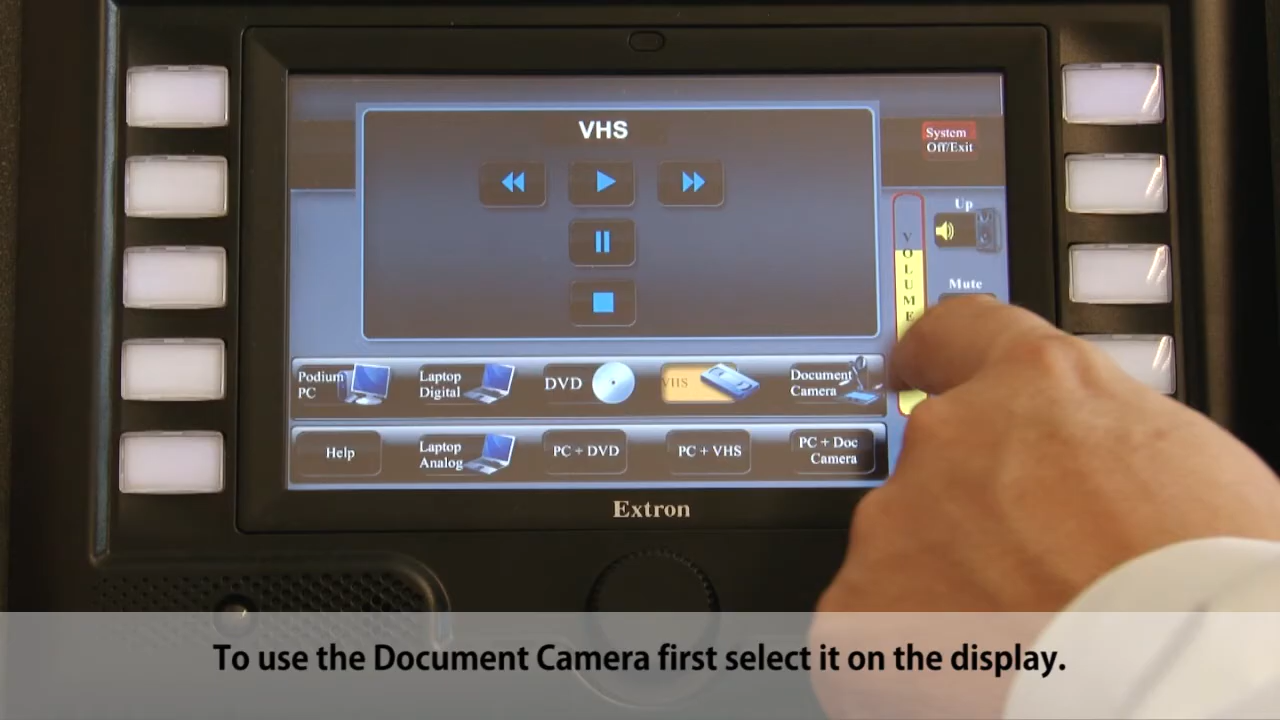 VHS
System
Off/Exit
Up
VOLUME
Mute
Podium
PC
Laptop
Digital
DVD
VHS
Document
Camera
Help
Laptop
Analog
PC + DVD
PC + VHS
PC + Doc
Camera
Extron
To use the Document Camera first select it on the display.